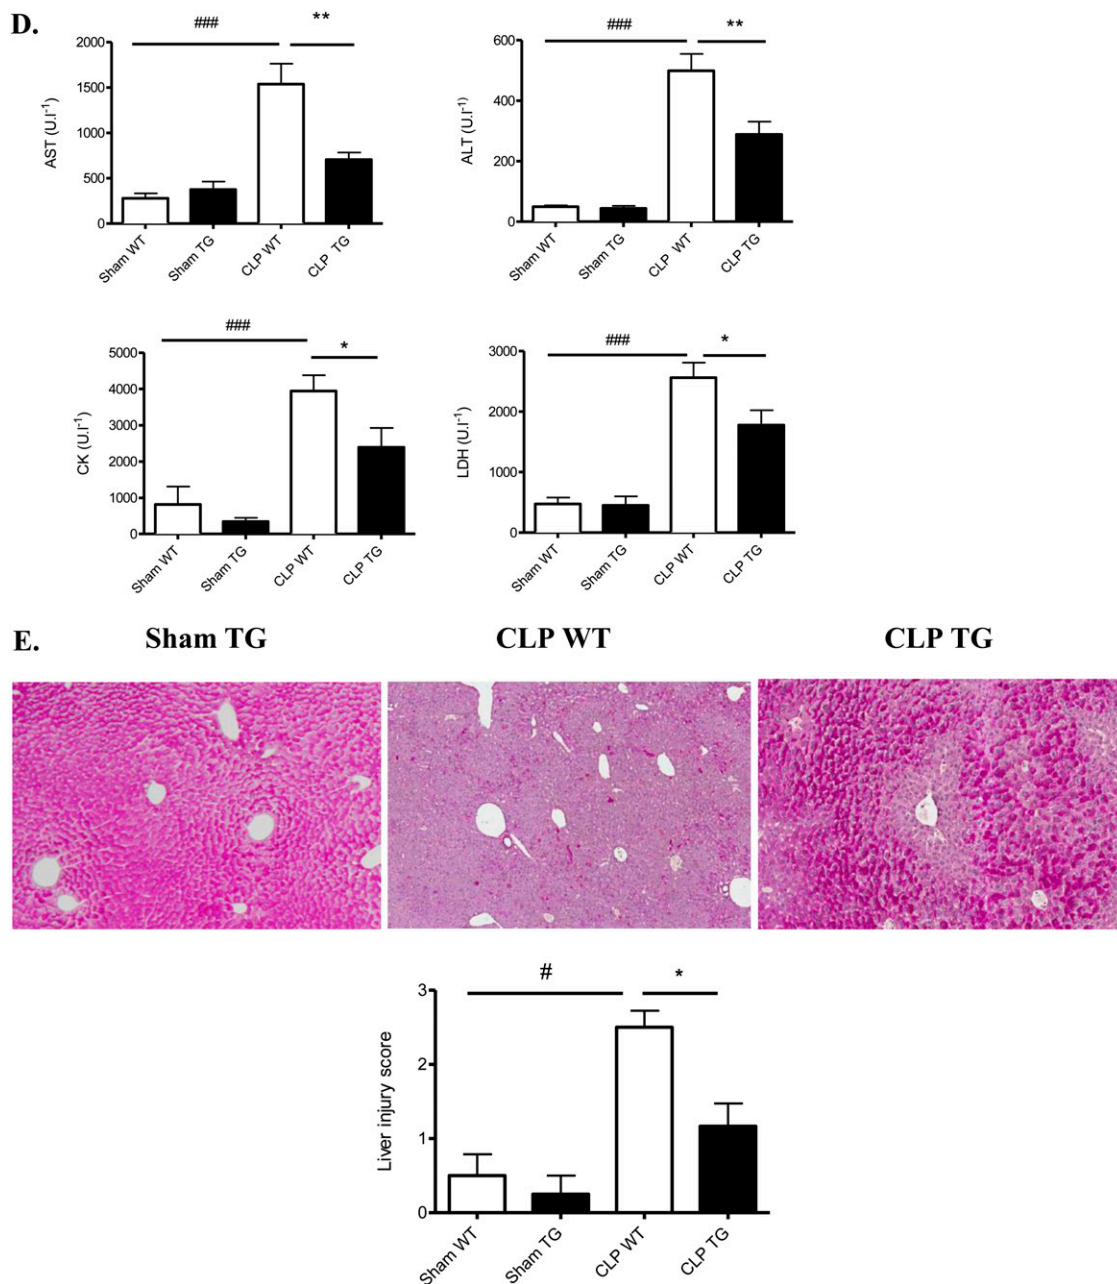 D.
### **
2000
1500
1000
500
0
AST (U.l-1)
Sham WT
Sham TG
CLP WT
CLP TG
### **
600
400
200
0
ALT (U.l-1)
Sham WT
Sham TG
CLP WT
CLP TG
### *
5000
4000
3000
2000
1000
0
CK (U.l-1)
Sham WT
Sham TG
CLP WT
CLP TG
### *
3000
2000
1000
0
LDH (U.l-1)
Sham WT
Sham TG
CLP WT
CLP TG
E. Sham TG CLP WT CLP TG
# *
3
2
1
0
Liver injury score
Sham WT
Sham TG
CLP WT
CLP TG